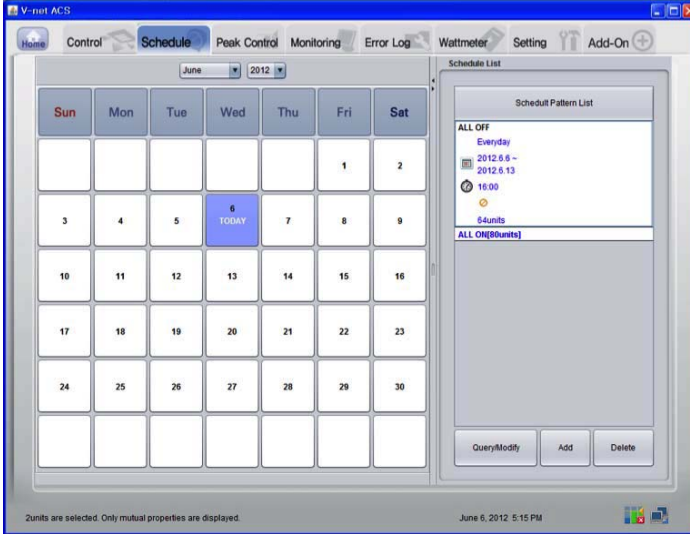 V-net ACS
Home Control Schedule Peak Control Monitoring Error Log Wattmeter Setting Add-On
June 2012
Schedule List
Sun Mon Tue Wed Thu Fri Sat
Schedult Pattern List
ALL OFF
Everyday
2012.6.6 ~
2012.6.13
16:00
64units
ALL ON[80units]
1 2
3 4 5 6 7 8 9
TODAY
10 11 12 13 14 15 16
17 18 19 20 21 22 23
24 25 26 27 28 29 30
Query/Modify Add Delete
2units are selected. Only mutual properties are displayed.
June 6, 2012 5:15 PM